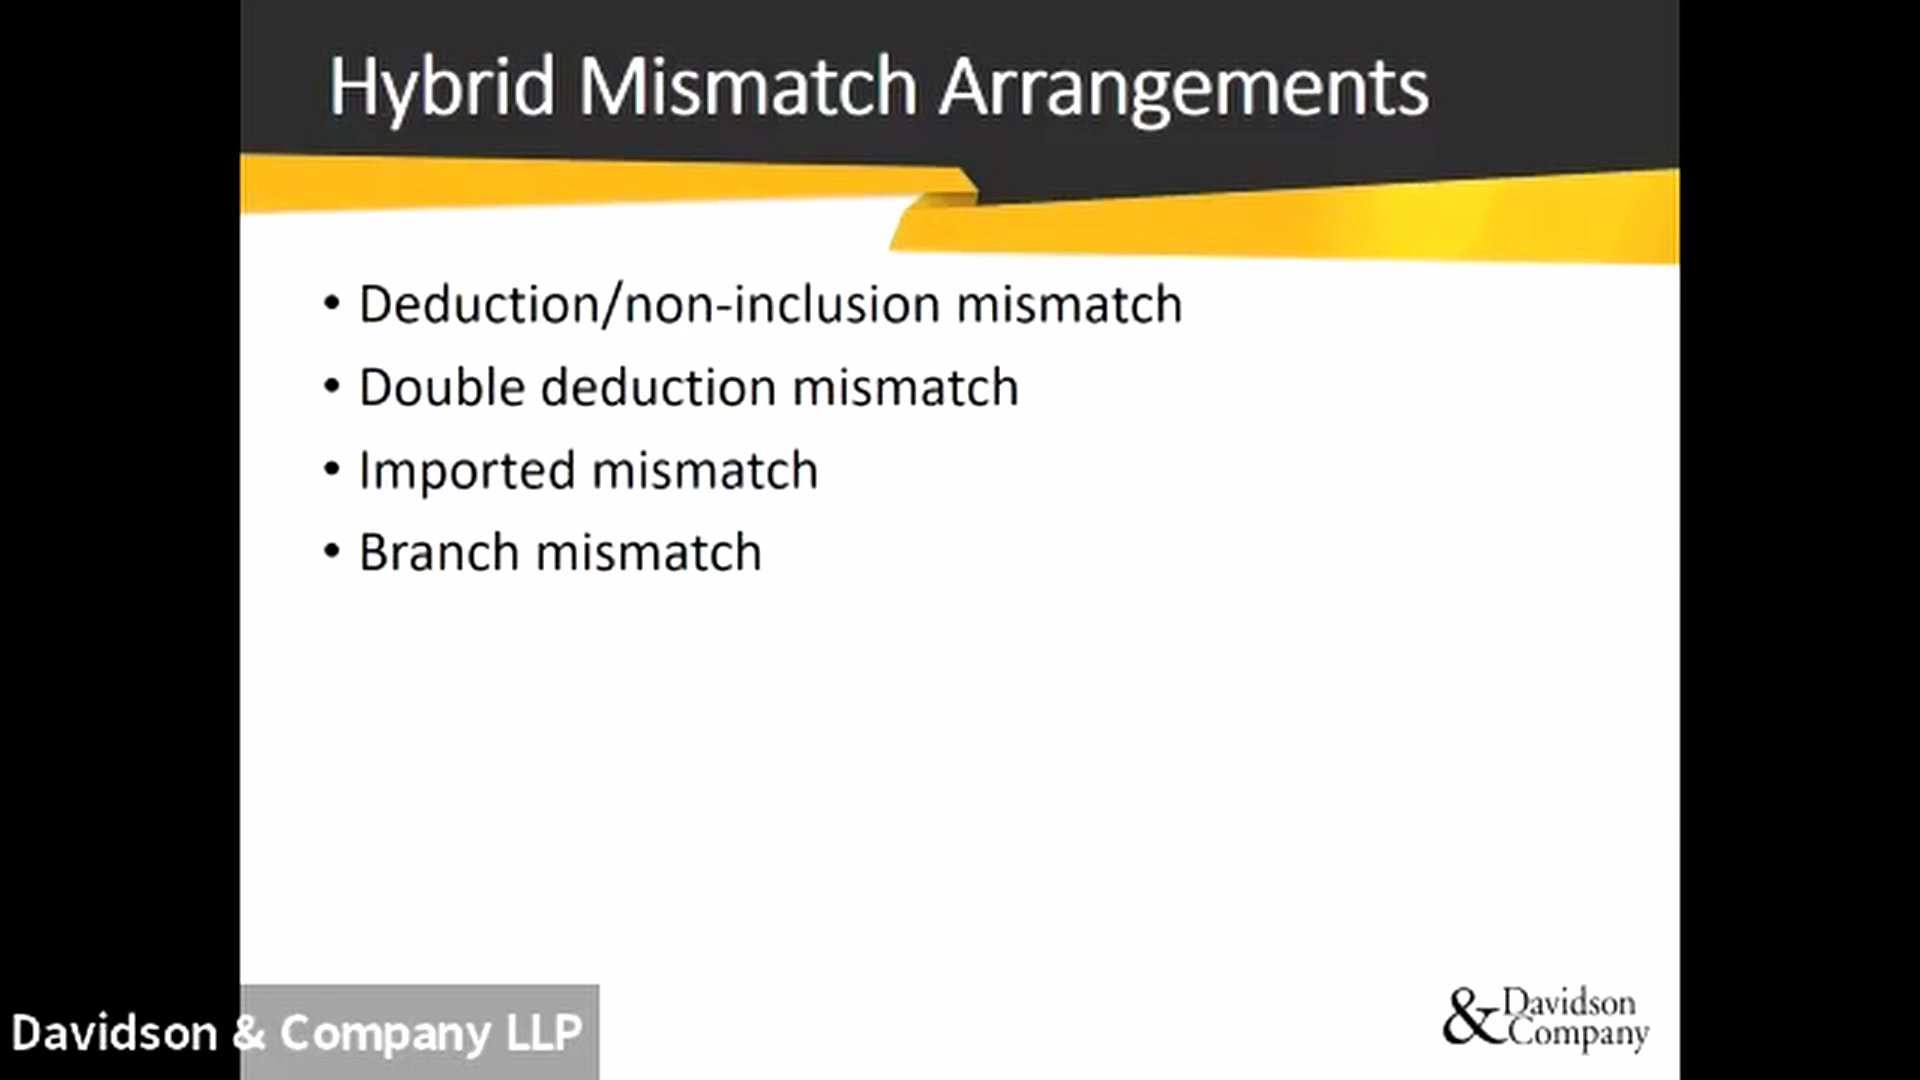 Hybrid Mismatch Arrangements
• Deduction/non-inclusion mismatch
• Double deduction mismatch
• Imported mismatch
• Branch mismatch
Davidson & Company LLP
& Davidson
Company